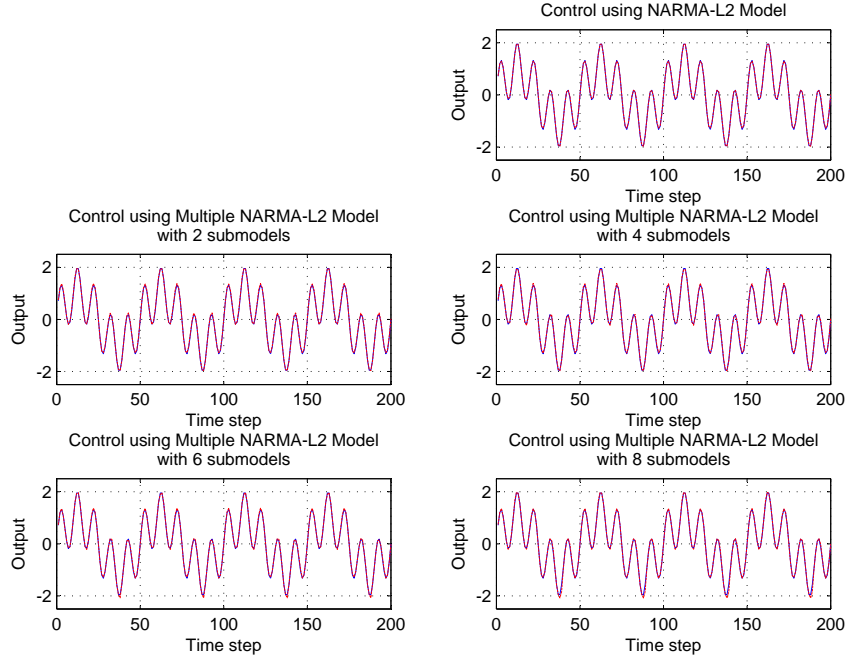 Control using NARMA-L2 Model
2
0
-2
Output
0
50
100
150
200
Time step
Control using Multiple NARMA-L2 Model
with 2 submodels
2
0
-2
Output
0
50
100
150
200
Time step
Control using Multiple NARMA-L2 Model
with 4 submodels
2
0
-2
Output
0
50
100
150
200
Time step
Control using Multiple NARMA-L2 Model
with 6 submodels
2
0
-2
Output
0
50
100
150
200
Time step
Control using Multiple NARMA-L2 Model
with 8 submodels
2
0
-2
Output
0
50
100
150
200
Time step